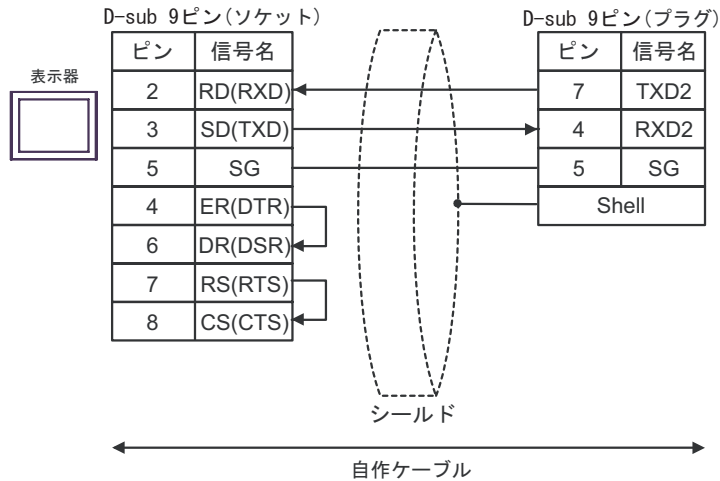 D-sub 9ピン(ソケット)
D-sub 9ピン(プラグ)
表示器
ピン 信号名
2 RD(RXD)
3 SD(TXD)
5 SG
4 ER(DTR)
6 DR(DSR)
7 RS(RTS)
8 CS(CTS)
ピン 信号名
7 TXD2
4 RXD2
5 SG
Shell
シールド
自作ケーブル